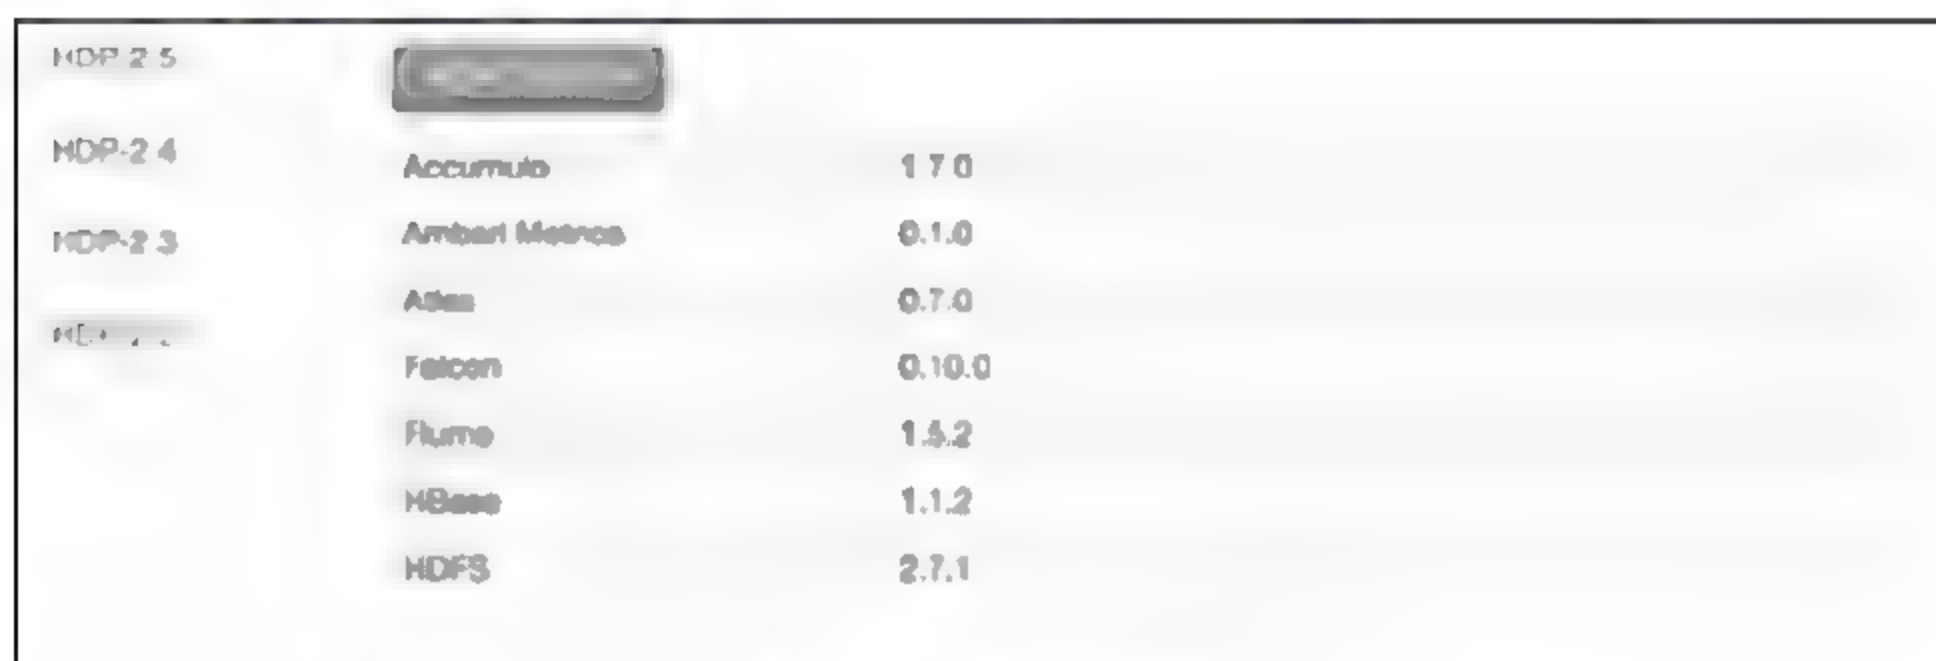 HDP 2 5
HDP-2 4
HDP-2 3
Accumulo 1 7 0
Ambari Metrics 0.1.0
Atlas 0.7.0
Falcon 0.10.0
Flume 1.5.2
HBase 1.1.2
HDFS 2.7.1